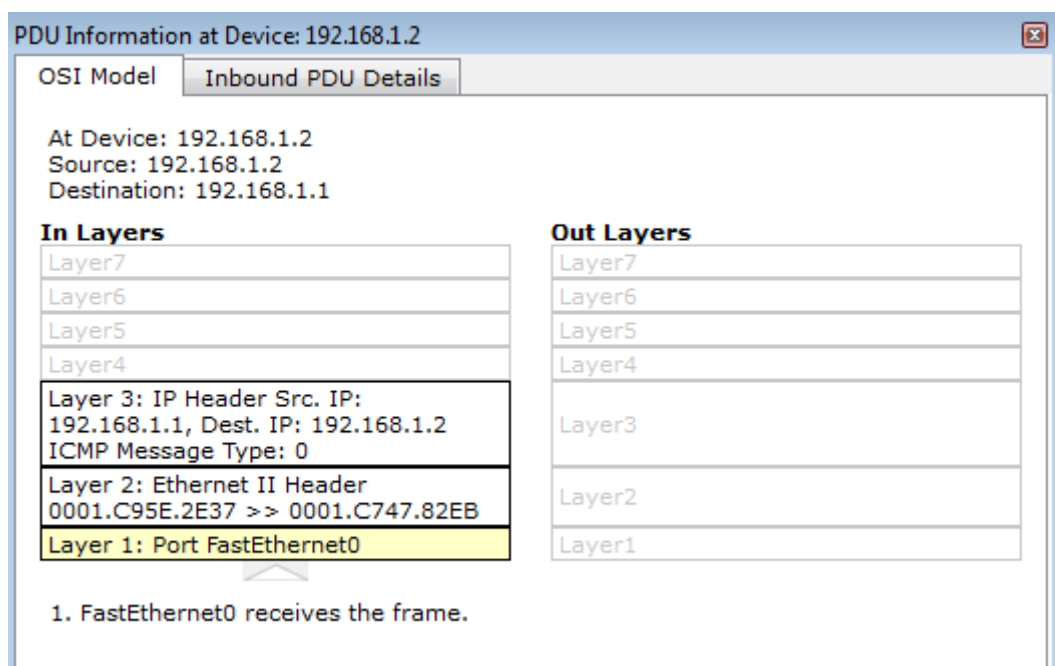 PDU Information at Device: 192.168.1.2
OSI Model
Inbound PDU Details
At Device: 192.168.1.2
Source: 192.168.1.2
Destination: 192.168.1.1
In Layers
Layer7
Layer6
Layer5
Layer4
Layer 3: IP Header Src. IP:
192.168.1.1, Dest. IP: 192.168.1.2
ICMP Message Type: 0
Layer 2: Ethernet II Header
0001.C95E.2E37 >> 0001.C747.82EB
Layer 1: Port FastEthernet0
Out Layers
Layer7
Layer6
Layer5
Layer4
Layer3
Layer2
Layer1
1. FastEthernet0 receives the frame.